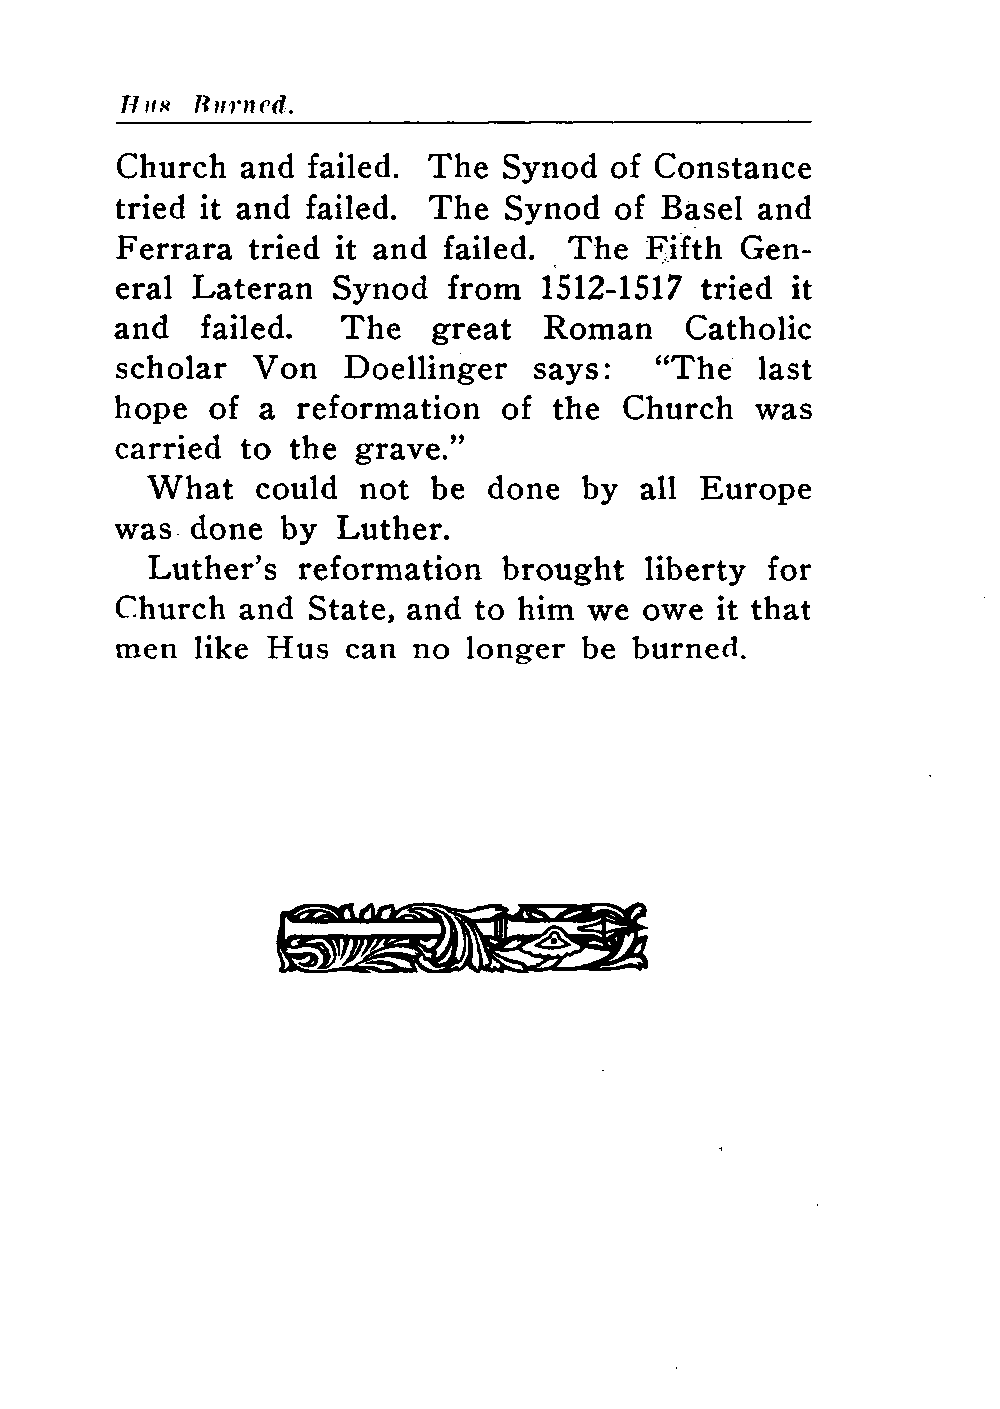 Hus Burned.
Church and failed. The Synod of Constance
tried it and failed. The Synod of Basel and
Ferrara tried it and failed. The Fifth Gen-
eral Lateran Synod from 1512-1517 tried it
and failed. The great Roman Catholic
scholar Von Doellinger says: “The last
hope of a reformation of the Church was
carried to the grave.”
What could not be done by all Europe
was done by Luther.
Luther’s reformation brought liberty for
Church and State, and to him we owe it that
men like Hus can no longer be burned.